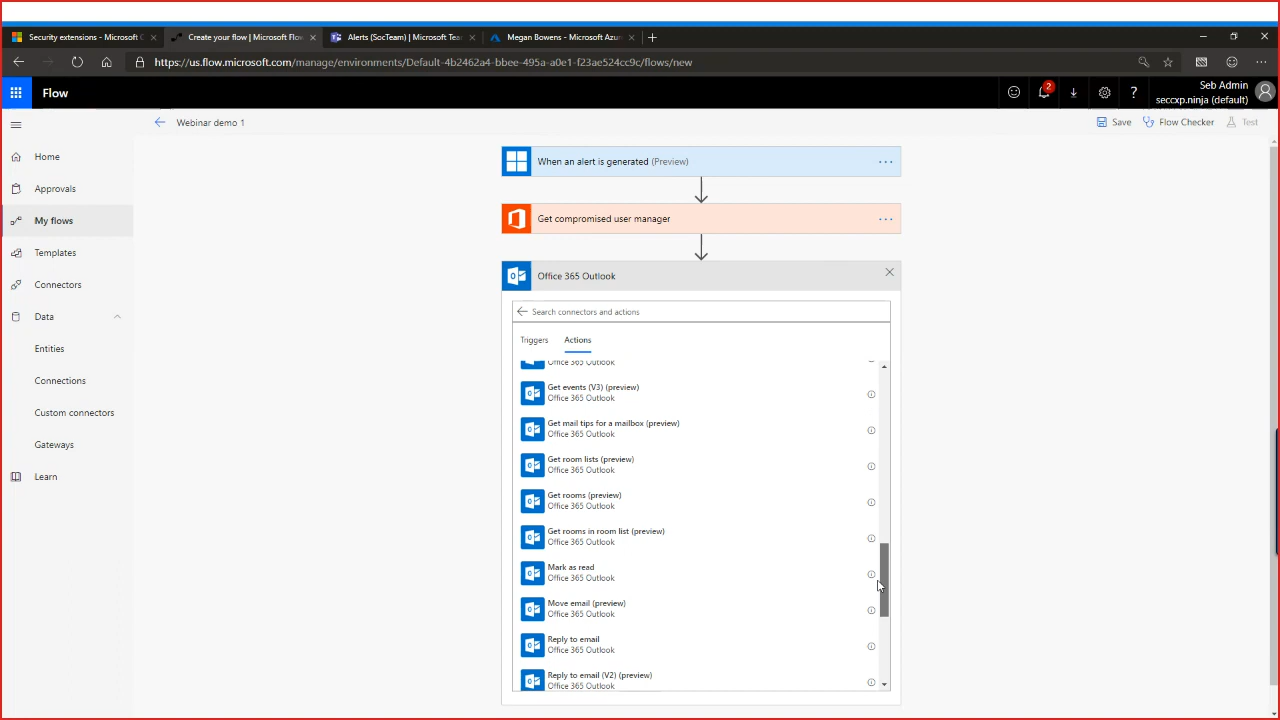 Security extensions - Microsoft C
Create your flow | Microsoft Flow
Alerts (SocTeam) | Microsoft Tea
Megan Bowens - Microsoft Azu
https://us.flow.microsoft.com/manage/environments/Default-4b2462a4-bbee-495a-a0e1-f23ae524cc9c/flows/new
Flow
2
?
Seb Admin
seccxp.ninja (default)
Webinar demo 1
Save
Flow Checker
Test
Home
Approvals
My flows
Templates
Connectors
Data
Entities
Connections
Custom connectors
Gateways
Learn
When an alert is generated (Preview)
Get compromised user manager
Office 365 Outlook
Search connectors and actions
Triggers
Actions
Office 365 Outlook
Get events (V3) (preview)
Office 365 Outlook
Get mail tips for a mailbox (preview)
Office 365 Outlook
Get room lists (preview)
Office 365 Outlook
Get rooms (preview)
Office 365 Outlook
Get rooms in room list (preview)
Office 365 Outlook
Mark as read
Office 365 Outlook
Move email (preview)
Office 365 Outlook
Reply to email
Office 365 Outlook
Reply to email (V2) (preview)
Office 365 Outlook